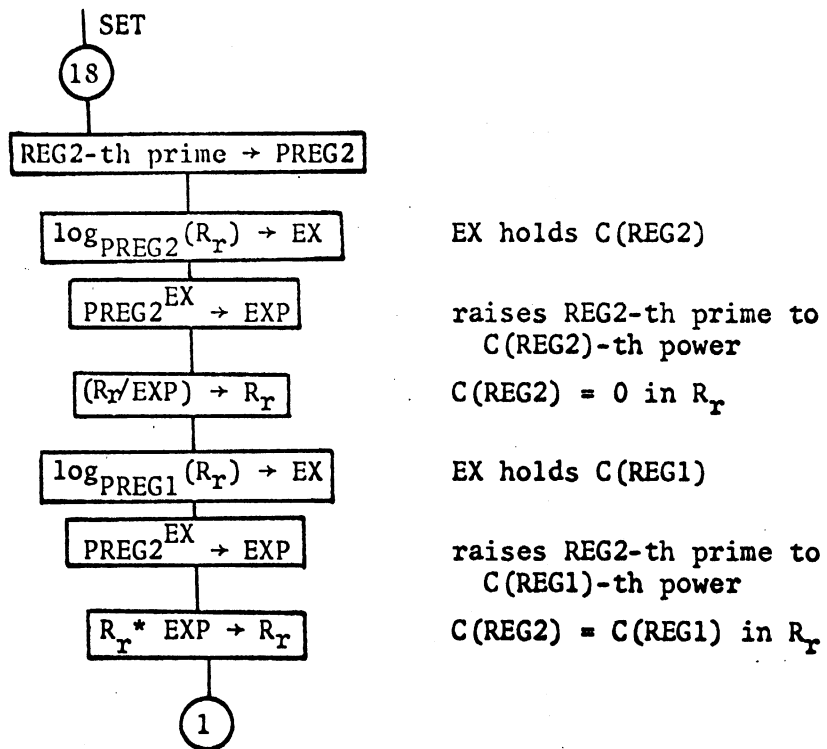 SET
18
REG2-th prime → PREG2
log_PREG2(R_r) → EX    EX holds C(REG2)
PREG2^EX → EXP    raises REG2-th prime to
C(REG2)-th power
(R_r/EXP) → R_r    C(REG2) = 0 in R_r
log_PREG1(R_r) → EX    EX holds C(REG1)
PREG2^EX → EXP    raises REG2-th prime to
C(REG1)-th power
R_r* EXP → R_r    C(REG2) = C(REG1) in R_r
1